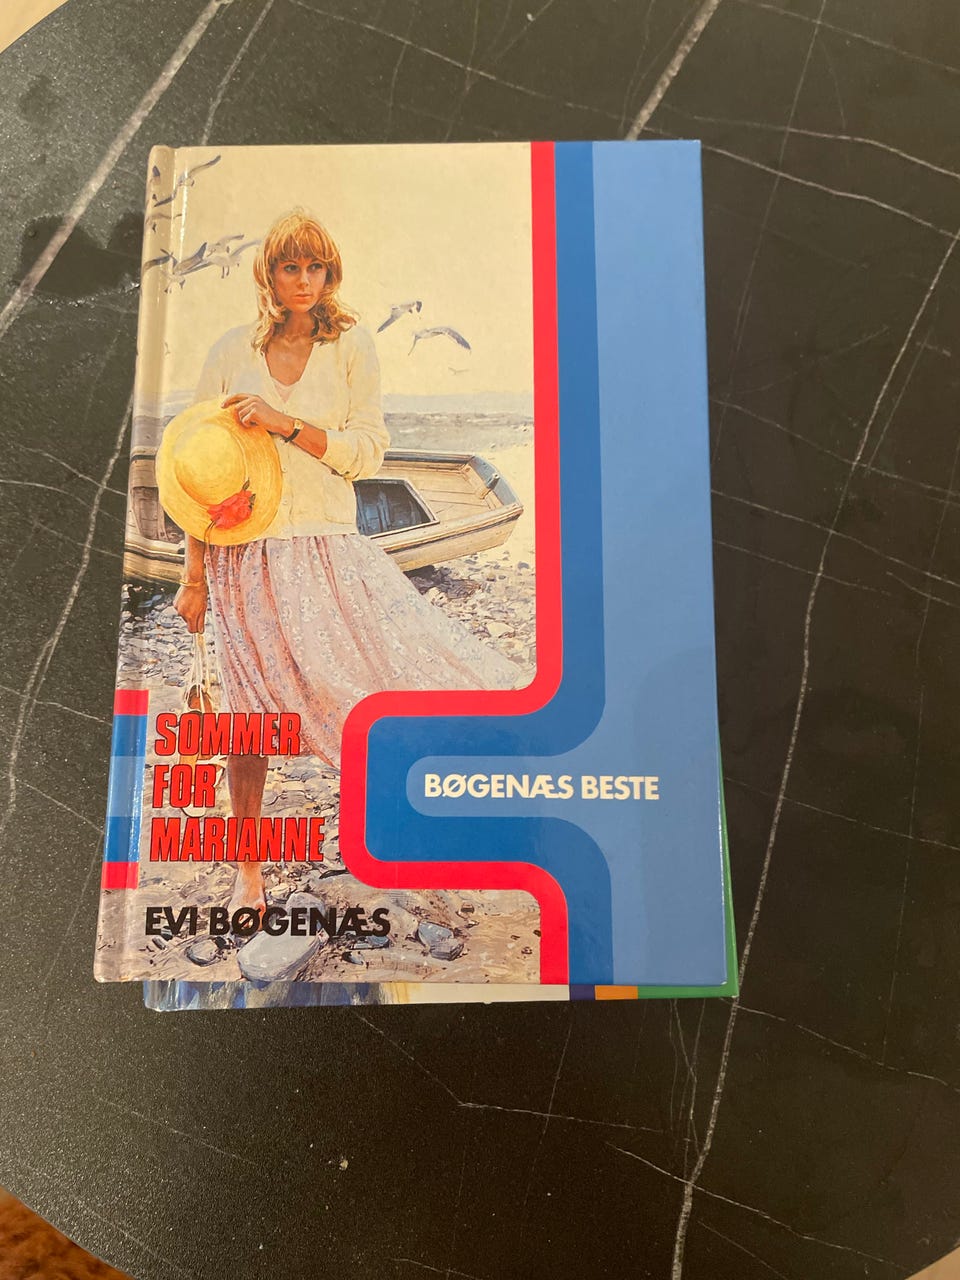 SOMMER
FOR
MARIANNE
BØGENÆS BESTE
EVI BØGENÆS